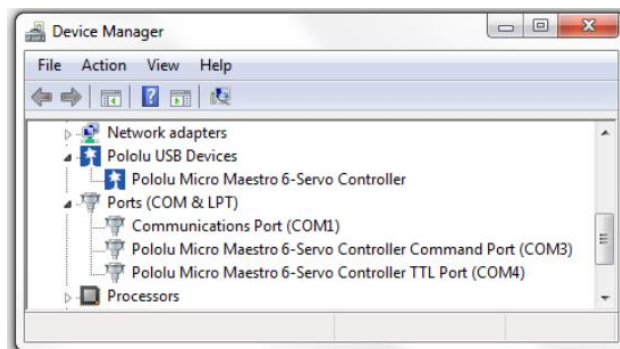 Device Manager
File Action View Help
Network adapters
Pololu USB Devices
Pololu Micro Maestro 6-Servo Controller
Ports (COM & LPT)
Communications Port (COM1)
Pololu Micro Maestro 6-Servo Controller Command Port (COM3)
Pololu Micro Maestro 6-Servo Controller TTL Port (COM4)
Processors